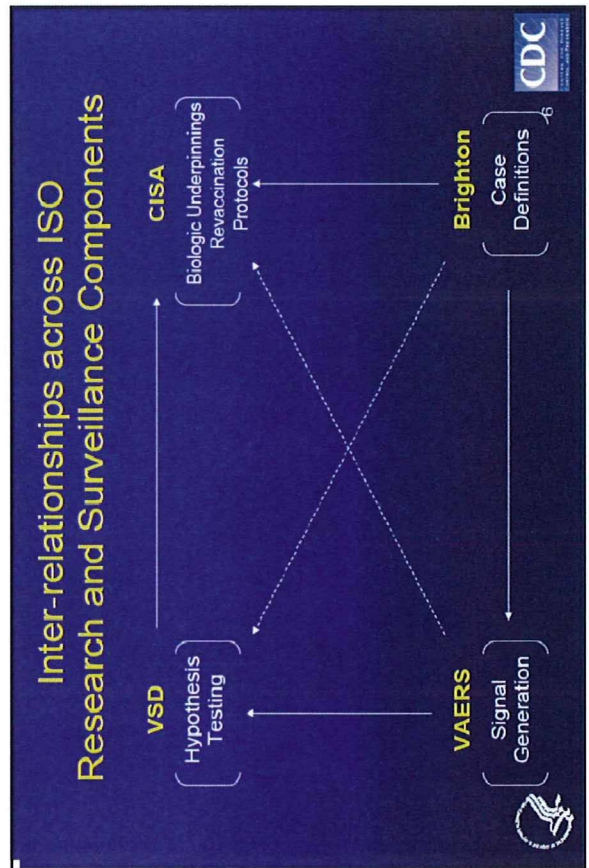 Inter-relationships across ISO
Research and Surveillance Components
VSD
Hypothesis
Testing
CISA
Biologic Underpinnings
Revaccination
Protocols
VAERS
Signal
Generation
Brighton
Case
Definitions
6
CDC